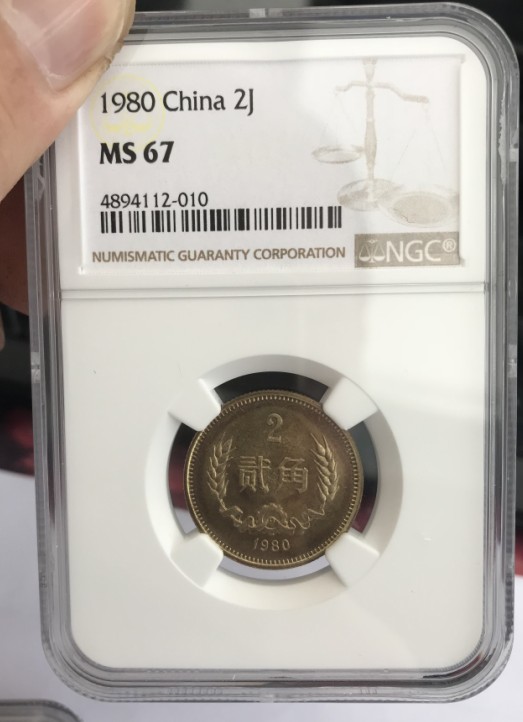 1980 China 2J
MS 67
4894112-010
NUMISMATIC GUARANTY CORPORATION
NGC®
2
贰角
1980